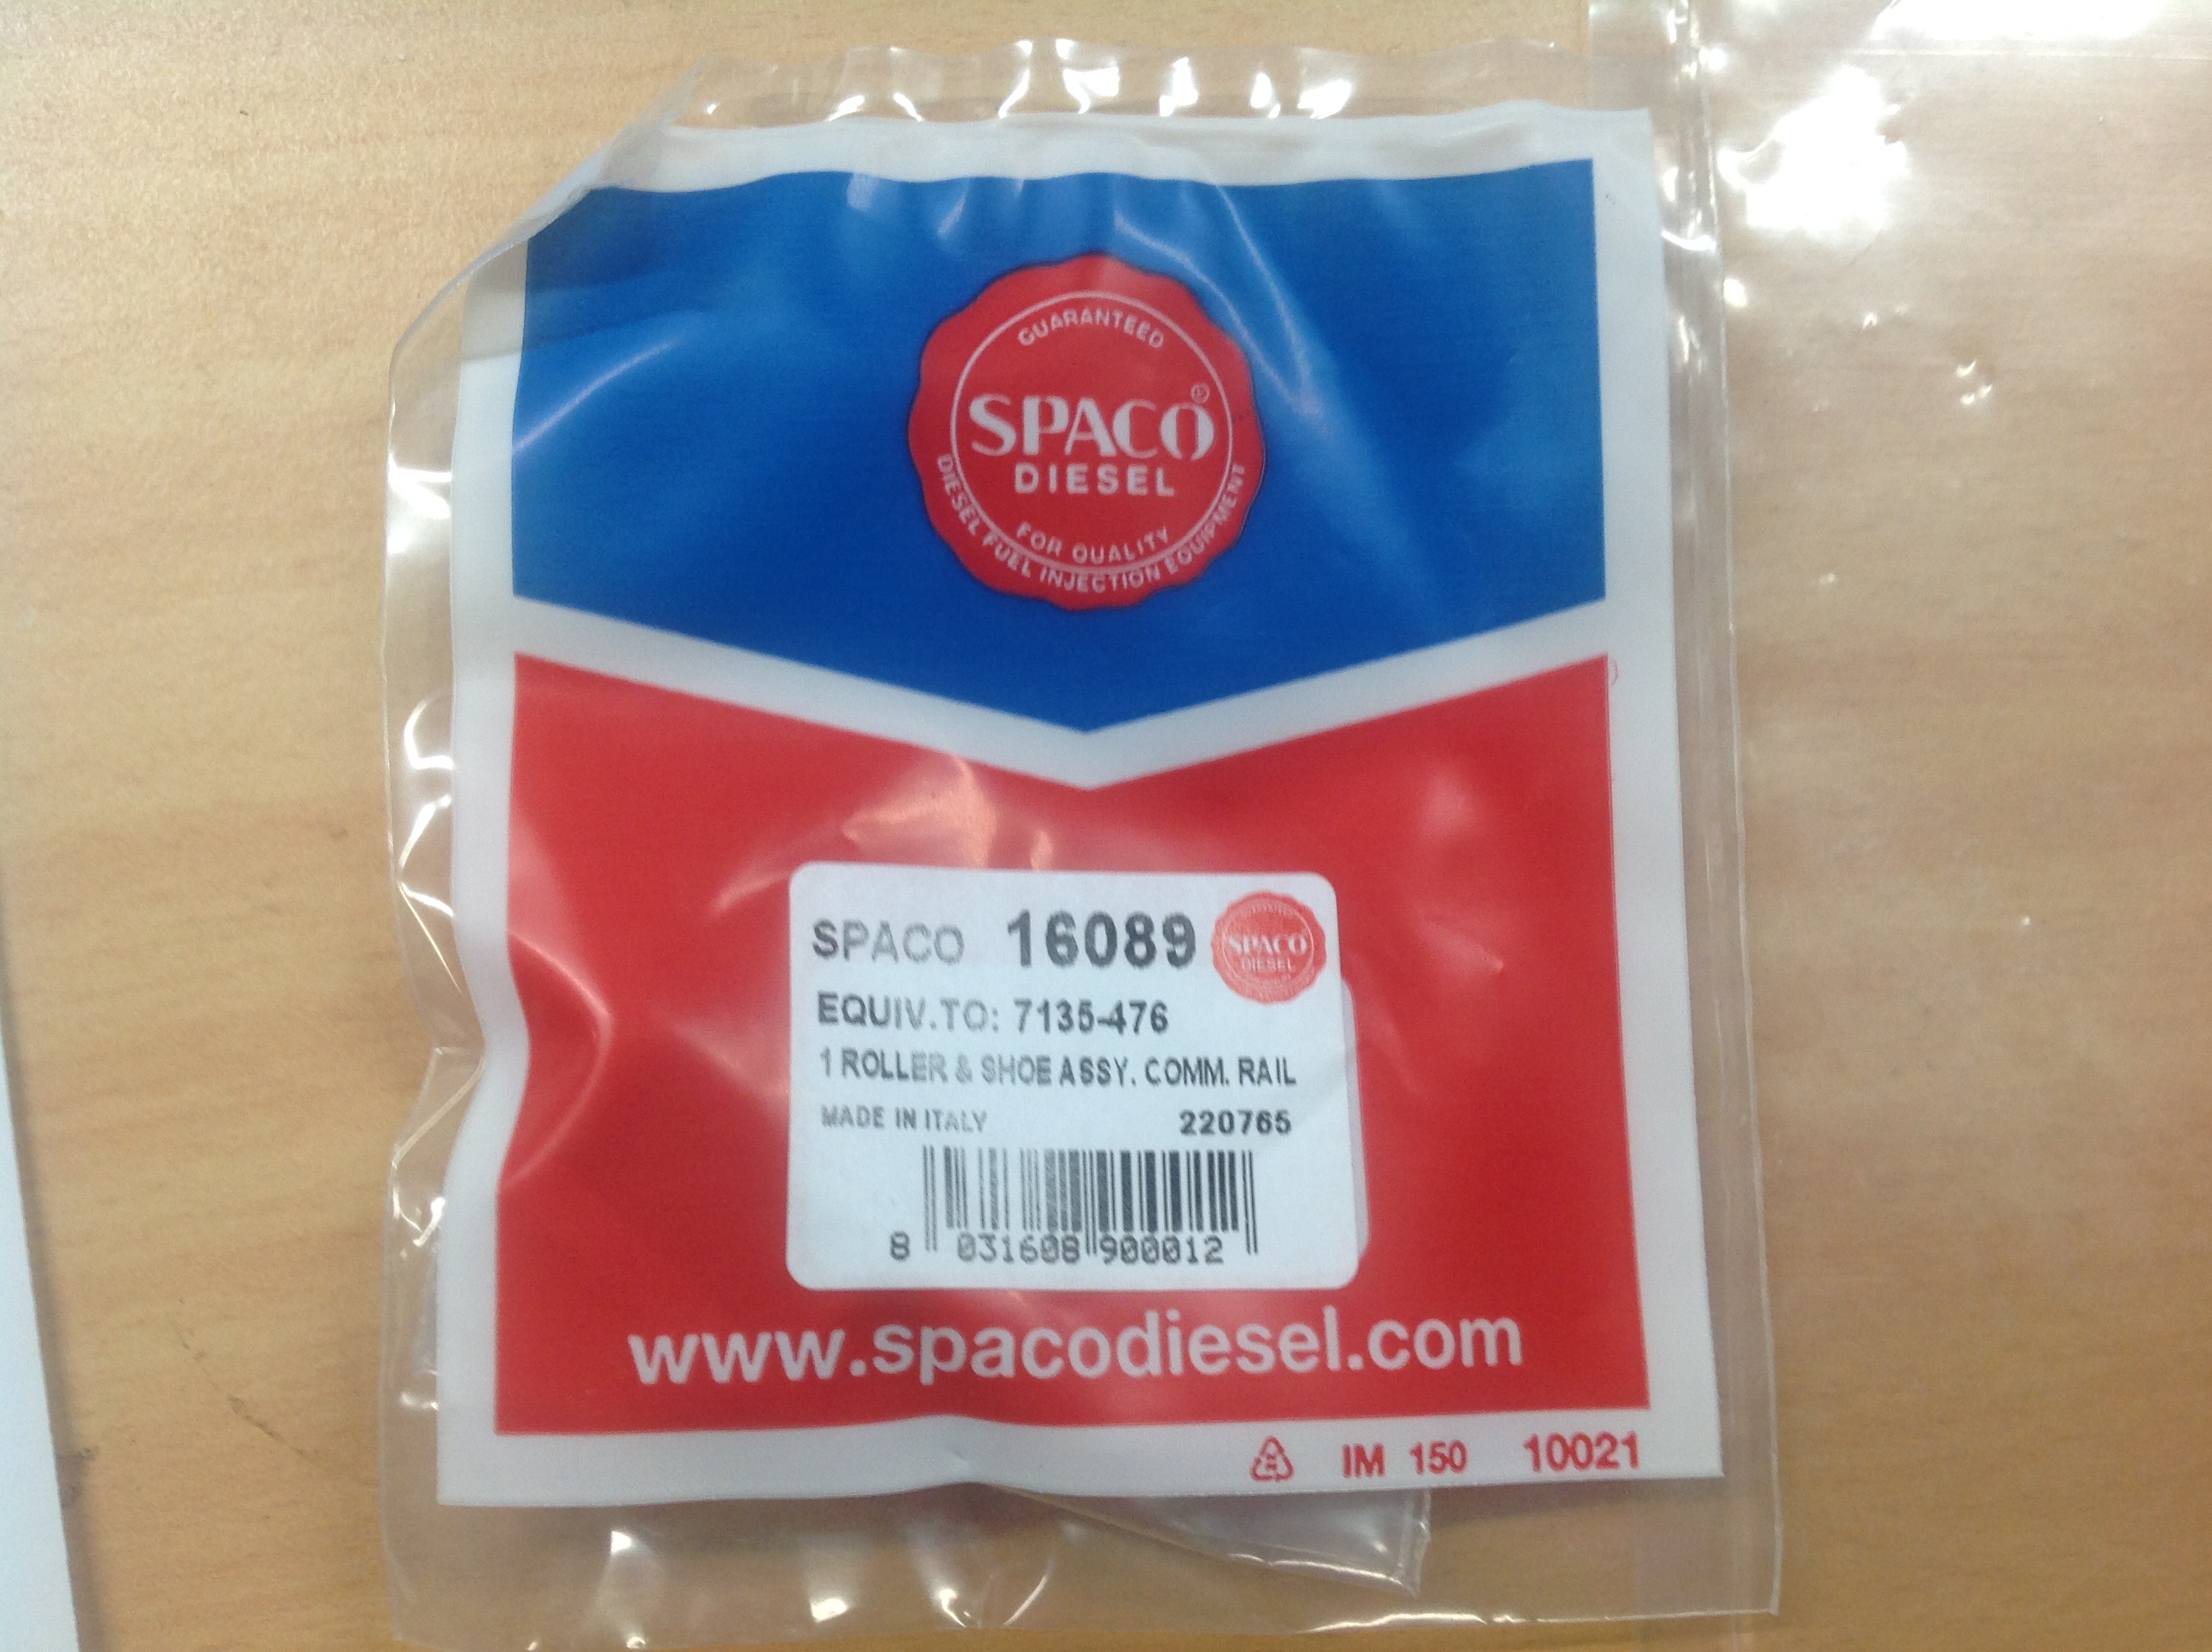 GUARANTEED
SPACO®
DIESEL
FOR QUALITY
DIESEL FUEL INJECTION EQUIPMENT
SPACO 16089
SPACO
DIESEL
EQUIV.TO: 7135-476
1 ROLLER & SHOE ASSY. COMM. RAIL
MADE IN ITALY 220765
8 031608 900012
www.spacodiesel.com
IM 150 10021